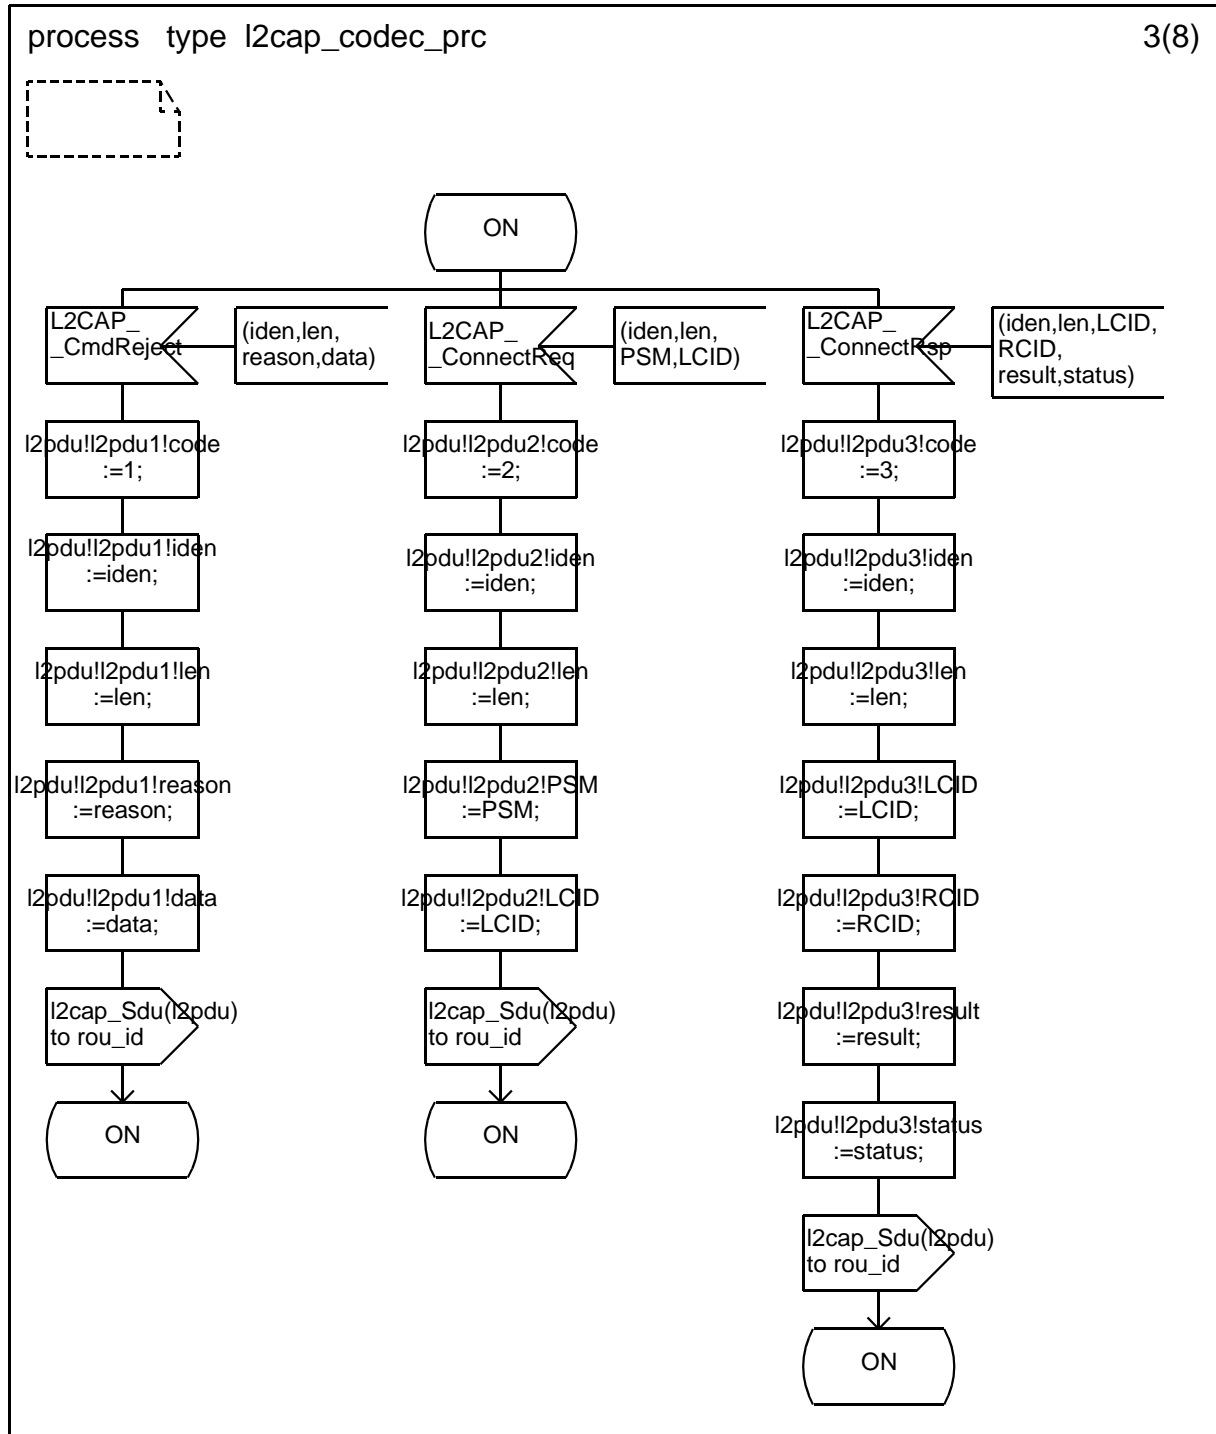 process type l2cap_codec_prc
3(8)
ON
L2CAP_
_CmdReject
(iden,len,
reason,data)
L2CAP_
_ConnectReq
(iden,len,
PSM,LCID)
L2CAP_
_ConnectRsp
(iden,len,LCID,
RCID,
result,status)
l2pdu!l2pdu1!code
:=1;
l2pdu!l2pdu2!code
:=2;
l2pdu!l2pdu3!code
:=3;
l2pdu!l2pdu1!iden
:=iden;
l2pdu!l2pdu2!iden
:=iden;
l2pdu!l2pdu3!iden
:=iden;
l2pdu!l2pdu1!len
:=len;
l2pdu!l2pdu2!len
:=len;
l2pdu!l2pdu3!len
:=len;
l2pdu!l2pdu1!reason
:=reason;
l2pdu!l2pdu2!PSM
:=PSM;
l2pdu!l2pdu3!LCID
:=LCID;
l2pdu!l2pdu1!data
:=data;
l2pdu!l2pdu2!LCID
:=LCID;
l2pdu!l2pdu3!RCID
:=RCID;
l2cap_Sdu(l2pdu)
to rou_id
l2cap_Sdu(l2pdu)
to rou_id
l2pdu!l2pdu3!result
:=result;
ON
ON
l2pdu!l2pdu3!status
:=status;
l2cap_Sdu(l2pdu)
to rou_id
ON